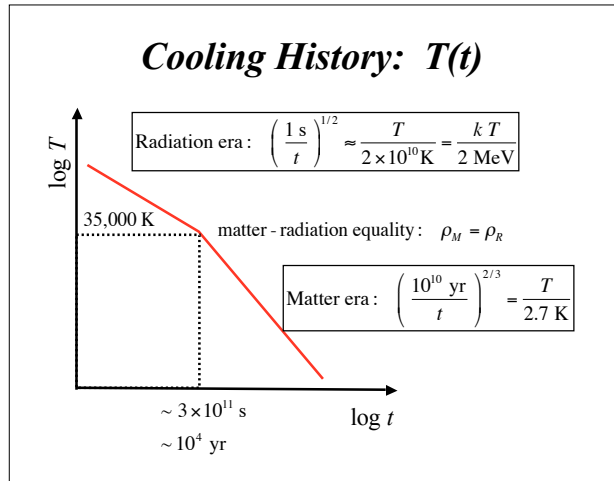 Cooling History: T(t)
Radiation era: (1 s / t)^{1/2} ≈ T / 2×10^{10} K = k T / 2 MeV
log T
35,000 K
matter - radiation equality: ρ_M = ρ_R
Matter era: (10^{10} yr / t)^{2/3} = T / 2.7 K
~ 3×10^{11} s
log t
~ 10^{4} yr